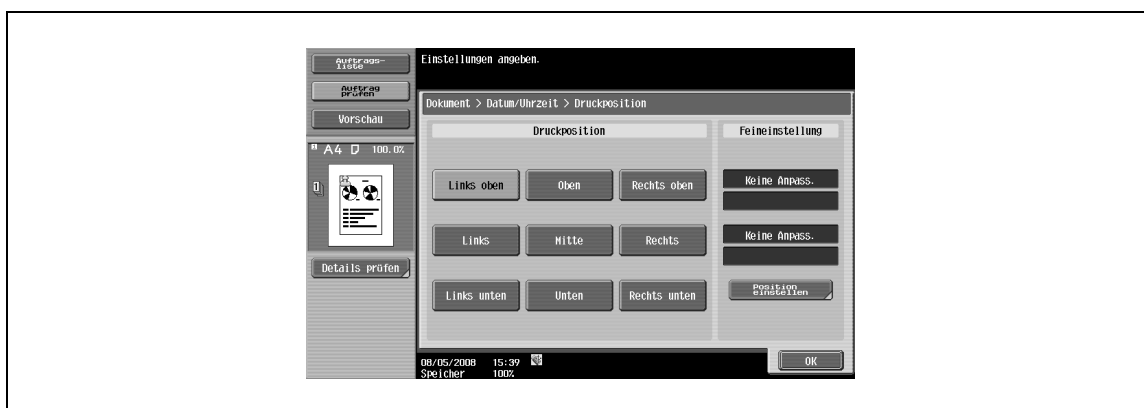 Auftrags-
liste
Auftrag
prüfen
Vorschau
A4 100.0%
1
Details prüfen
Einstellungen angeben.
Dokument > Datum/Uhrzeit > Druckposition
Druckposition
Links oben Oben Rechts oben
Links Mitte Rechts
Links unten Unten Rechts unten
Feineinstellung
Keine Anpass.
Keine Anpass.
Position
einstellen
08/05/2008 15:39
Speicher 100%
OK